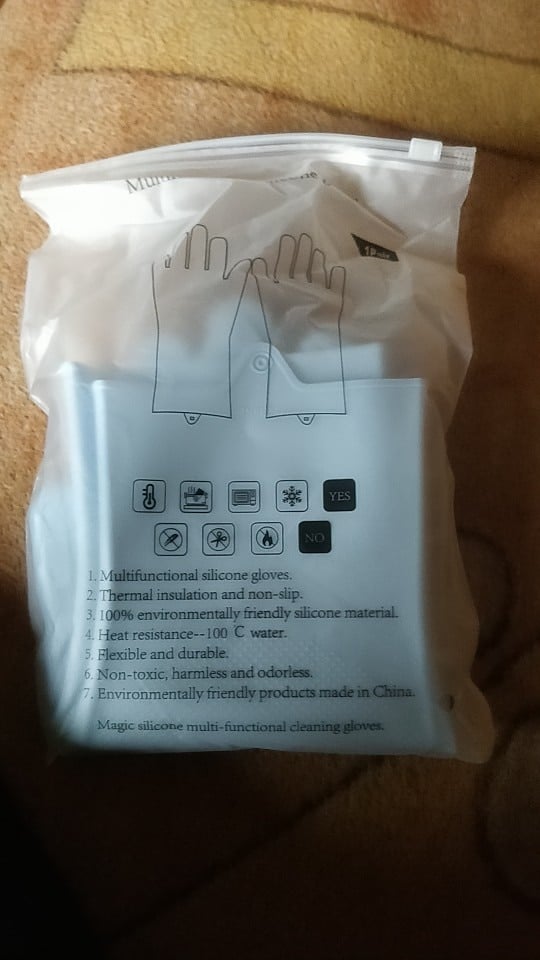 1P
YES
NO
1. Multifunctional silicone gloves.
2. Thermal insulation and non-slip.
3. 100% environmentally friendly silicone material.
4. Heat resistance--100 ℃ water.
5. Flexible and durable.
6. Non-toxic, harmless and odorless.
7. Environmentally friendly products made in China.
Magic silicone multi-functional cleaning gloves.